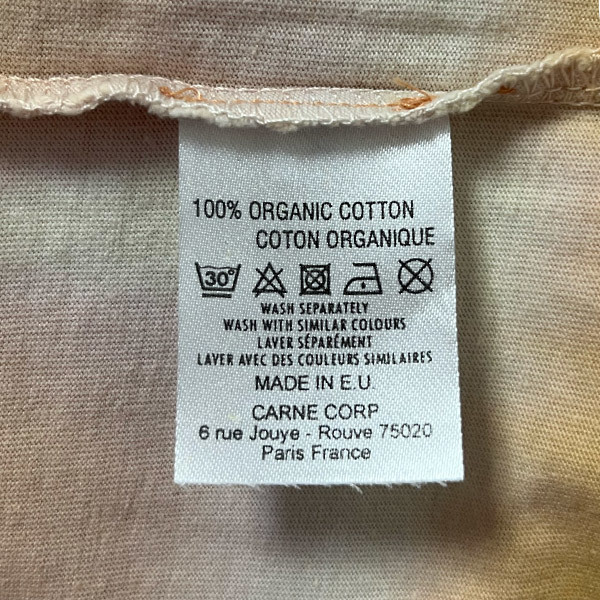 100% ORGANIC COTTON
COTON ORGANIQUE
30°
WASH SEPARATELY
WASH WITH SIMILAR COLOURS
LAVER SÉPARÉMENT
LAVER AVEC DES COULEURS SIMILAIRES
MADE IN E.U
CARNE CORP
6 rue Jouye - Rouve 75020
Paris France